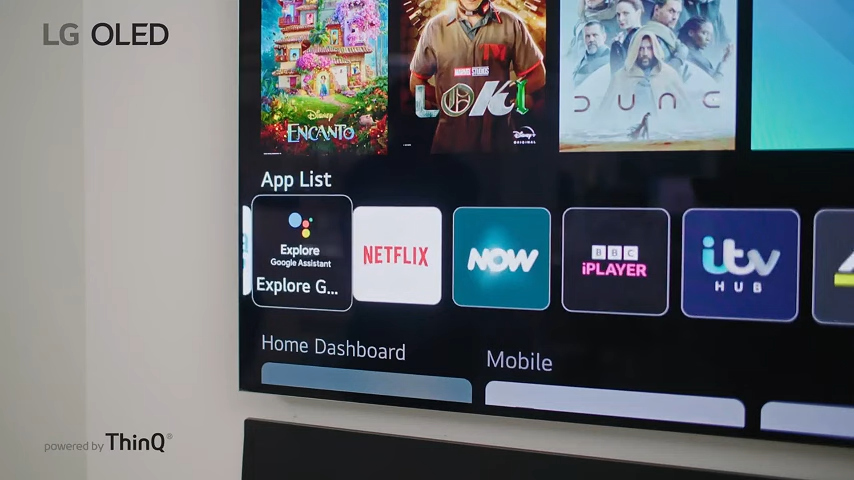 LG OLED
Disney
ENCANTO
MARVEL STUDIOS
LOKI
Disney+
ORIGINAL
DUNE
App List
Explore
Google Assistant
Explore G...
NETFLIX
NOW
BBC
iPLAYER
itv
HUB
Home Dashboard
Mobile
powered by ThinQ®